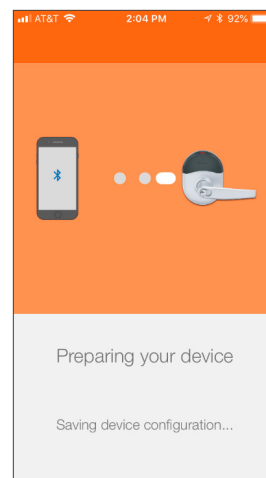 AT&T 2:04 PM 92%
Preparing your device
Saving device configuration...